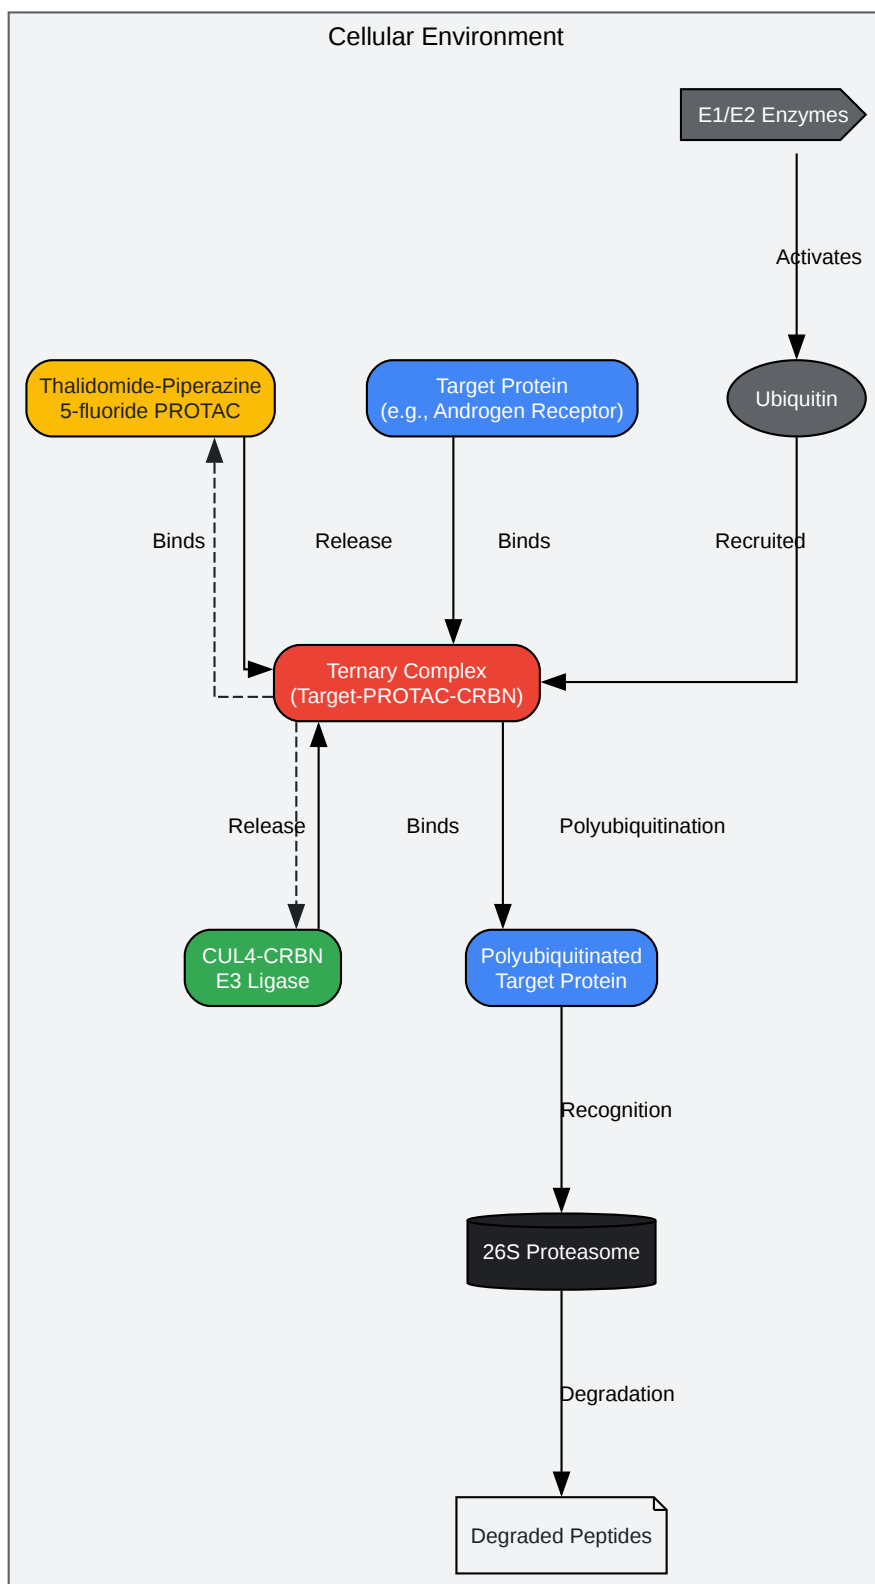 Cellular Environment
E1/E2 Enzymes
Activates
Thalidomide-Piperazine
5-fluoride PROTAC
Target Protein
(e.g., Androgen Receptor)
Ubiquitin
Binds
Release
Binds
Recruited
Ternary Complex
(Target-PROTAC-CRBN)
Release
Binds
Polyubiquitination
CUL4-CRBN
E3 Ligase
Polyubiquitinated
Target Protein
Recognition
26S Proteasome
Degradation
Degraded Peptides